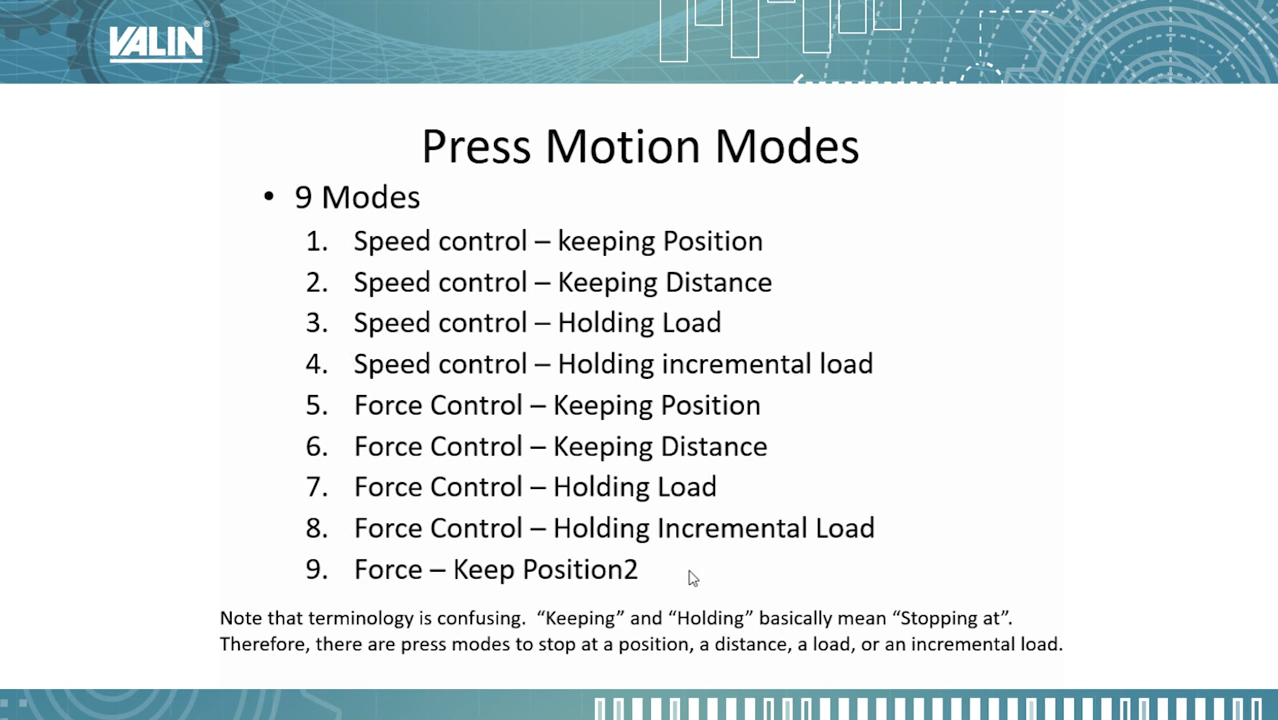 VALIN®
Press Motion Modes
• 9 Modes
1. Speed control – keeping Position
2. Speed control – Keeping Distance
3. Speed control – Holding Load
4. Speed control – Holding incremental load
5. Force Control – Keeping Position
6. Force Control – Keeping Distance
7. Force Control – Holding Load
8. Force Control – Holding Incremental Load
9. Force – Keep Position2
Note that terminology is confusing. “Keeping” and “Holding” basically mean “Stopping at”.
Therefore, there are press modes to stop at a position, a distance, a load, or an incremental load.